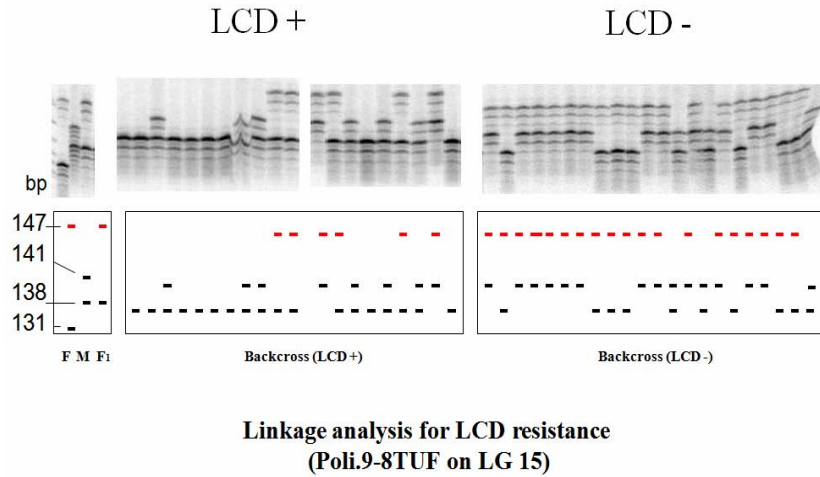 LCD + LCD -
bp
147
141
138
131
F M F1 Backcross (LCD+) Backcross (LCD-)
Linkage analysis for LCD resistance
(Poli.9-8TUF on LG 15)